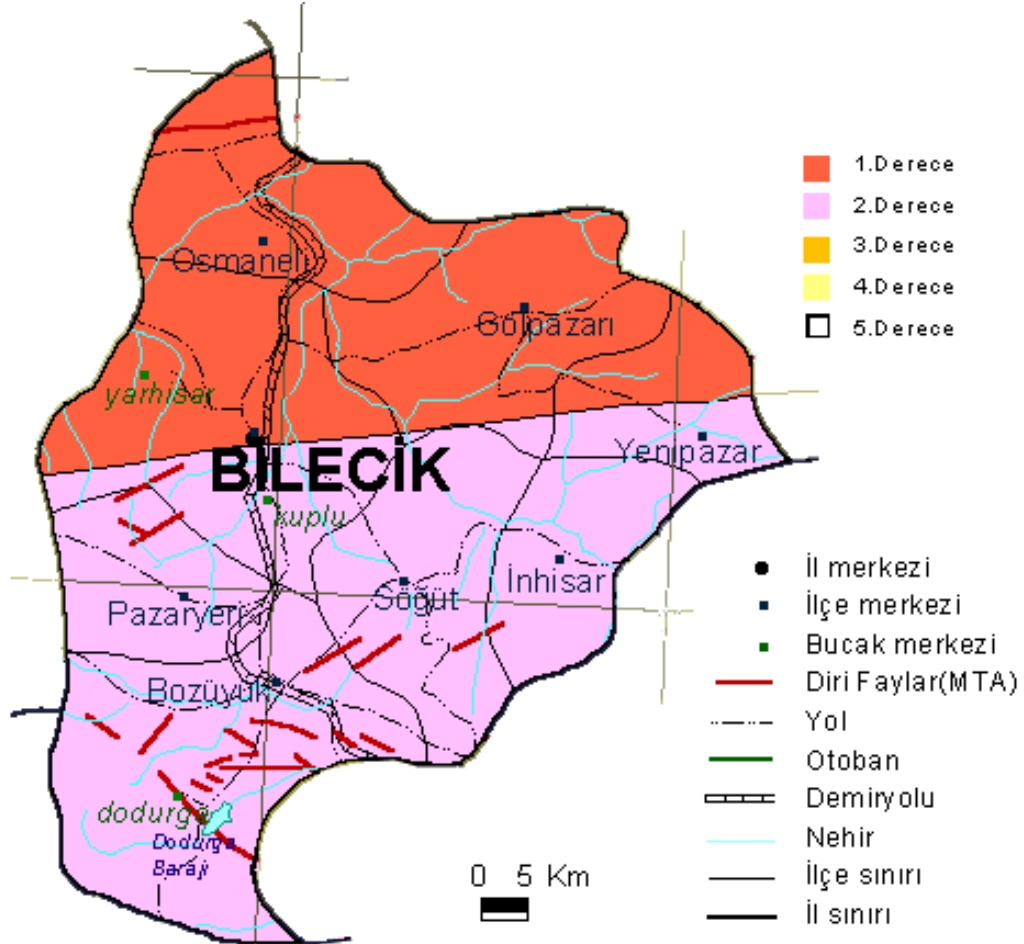 1.Derece
2.Derece
3.Derece
4.Derece
5.Derece
Osmaneli
Gölpazarı
yarhisar
Yenipazar
BİLECİK
kuplu
İnhisar
Söğüt
Pazaryeri
Bozüyük
dodurga
Dodurga
Barajı
0 5 Km
İl merkezi
İlçe merkezi
Bucak merkezi
Diri Faylar(MTA)
Yol
Otoban
Demiryolu
Nehir
İlçe sınırı
İl sınırı